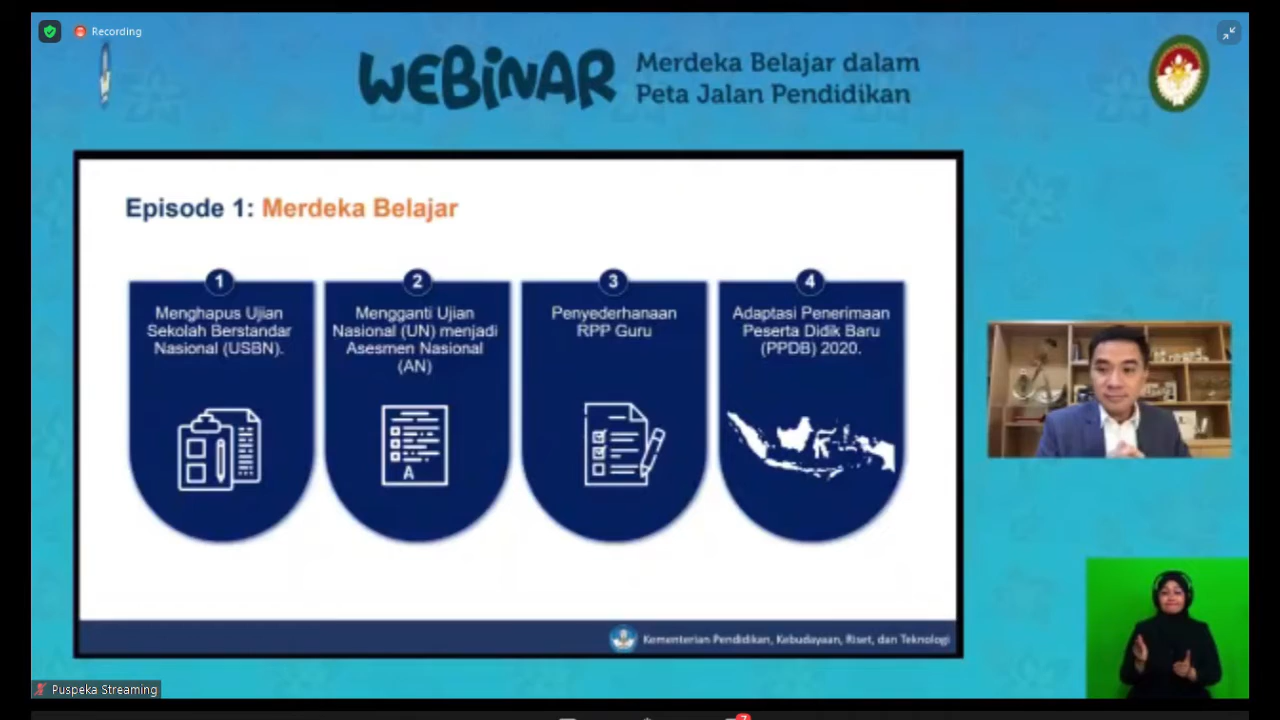 Recording
WEBINAR
Merdeka Belajar dalam
Peta Jalan Pendidikan
Episode 1: Merdeka Belajar
1
Menghapus Ujian
Sekolah Berstandar
Nasional (USBN).
2
Mengganti Ujian
Nasional (UN) menjadi
Asesmen Nasional
(AN)
A
3
Penyederhanaan
RPP Guru
4
Adaptasi Penerimaan
Peserta Didik Baru
(PPDB) 2020.
Kementerian Pendidikan, Kebudayaan, Riset, dan Teknologi
Puspeka Streaming
7